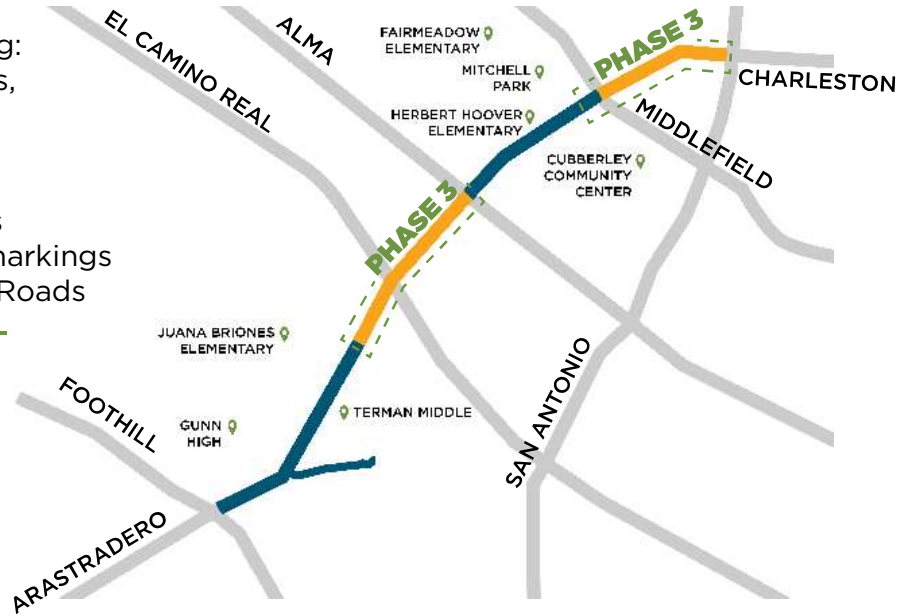 g:
s,
s
markings
Roads
EL CAMINO REAL
ALMA
FAIRMEADOW
ELEMENTARY
MITCHELL
PARK
HERBERT HOOVER
ELEMENTARY
PHASE 3
CHARLESTON
MIDDLEFIELD
CUBBERLEY
COMMUNITY
CENTER
PHASE 3
JUANA BRIONES
ELEMENTARY
TERMAN MIDDLE
FOOTHILL
GUNN
HIGH
SAN ANTONIO
ARASTRADERO